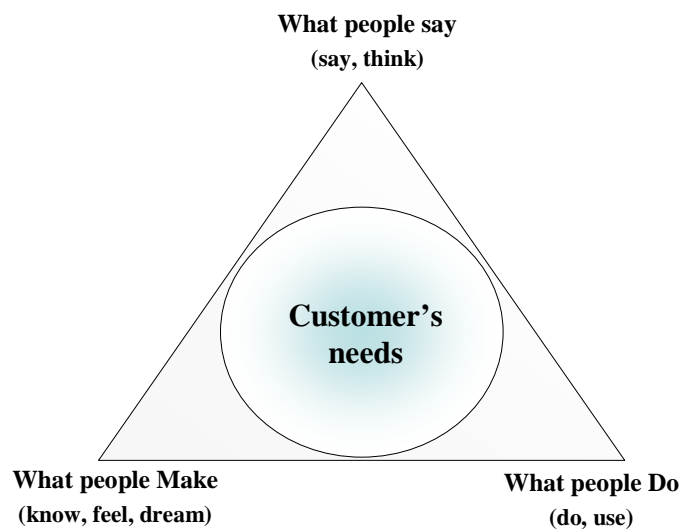 What people say
(say, think)
Customer’s
needs
What people Make
(know, feel, dream)
What people Do
(do, use)